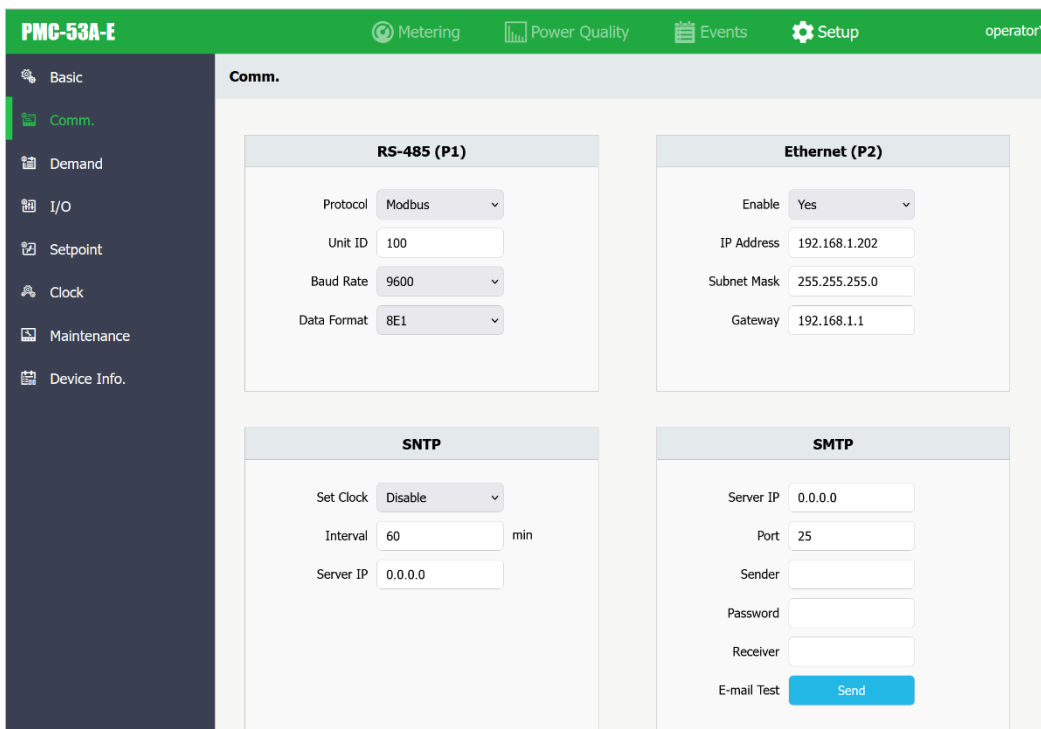 PMC-53A-E
Metering
Power Quality
Events
Setup
operator'
Basic
Comm.
Demand
I/O
Setpoint
Clock
Maintenance
Device Info.
Comm.
RS-485 (P1)
Protocol Modbus
Unit ID 100
Baud Rate 9600
Data Format 8E1
Ethernet (P2)
Enable Yes
IP Address 192.168.1.202
Subnet Mask 255.255.255.0
Gateway 192.168.1.1
SNTP
Set Clock Disable
Interval 60 min
Server IP 0.0.0.0
SMTP
Server IP 0.0.0.0
Port 25
Sender
Password
Receiver
E-mail Test Send